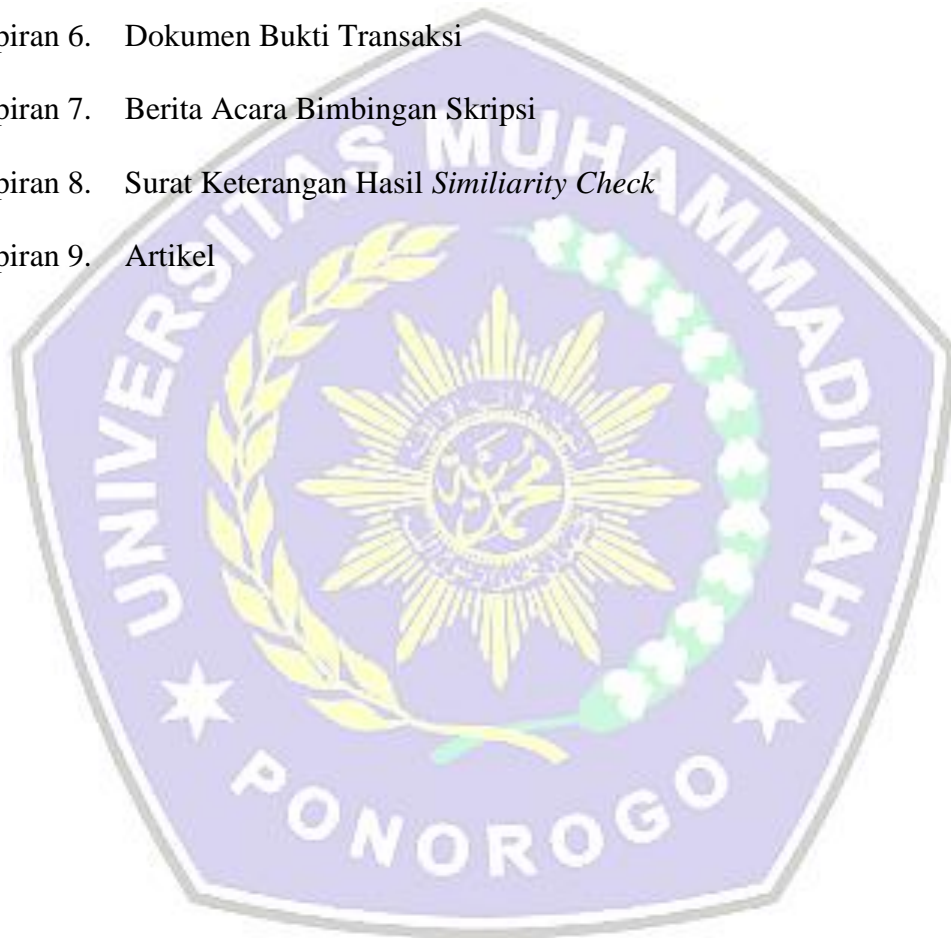 piran 6. Dokumen Bukti Transaksi
piran 7. Berita Acara Bimbingan Skripsi
piran 8. Surat Keterangan Hasil Similiarity Check
piran 9. Artikel
UNIVERSITAS MUHAMMADIYAH
PONOROGO